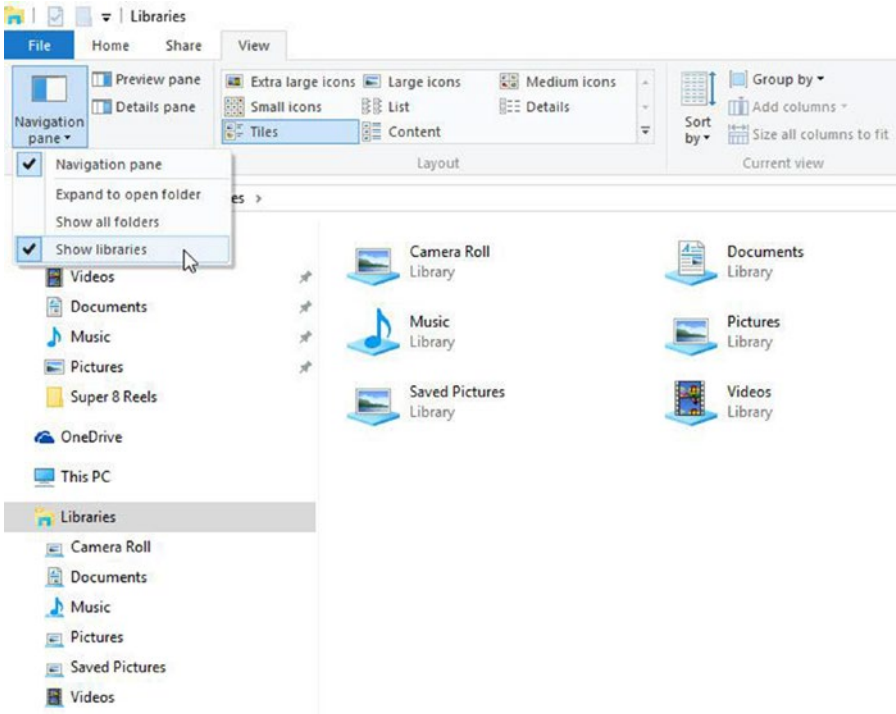 Libraries
File Home Share View
Navigation pane
Preview pane
Details pane
Extra large icons Large icons Medium icons
Small icons List Details
Tiles Content
Layout
Sort by
Group by
Add columns
Size all columns to fit
Current view
Navigation pane
Expand to open folder
Show all folders
Show libraries
es >
Videos
Documents
Music
Pictures
Super 8 Reels
OneDrive
This PC
Libraries
Camera Roll
Documents
Music
Pictures
Saved Pictures
Videos
Camera Roll
Library
Documents
Library
Music
Library
Pictures
Library
Saved Pictures
Library
Videos
Library